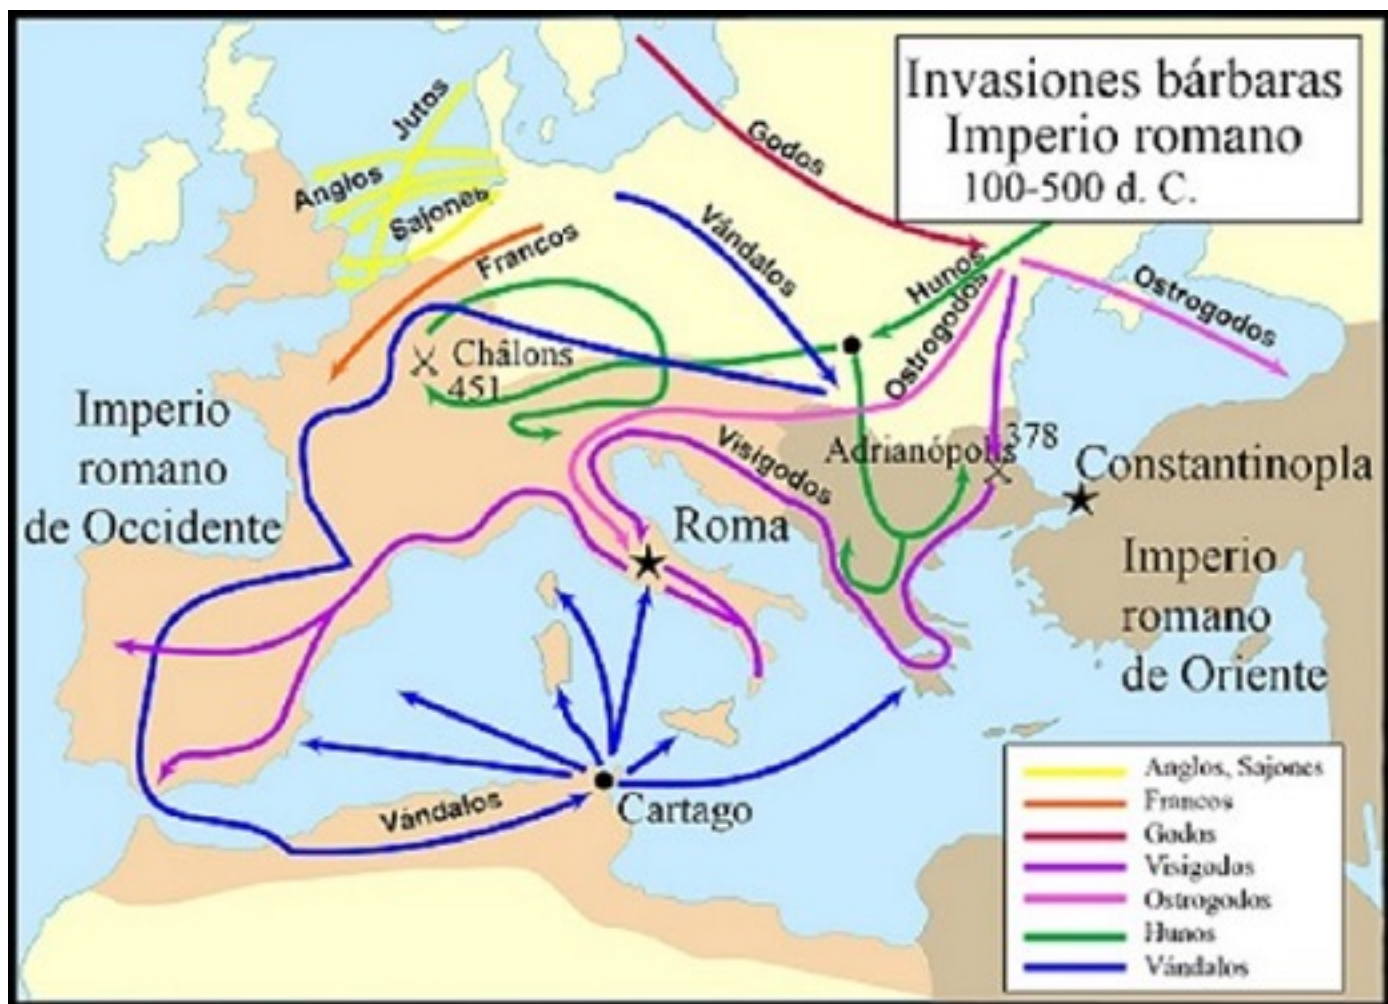 Invasiones bárbaras
Imperio romano
100-500 d. C.
Jutos
Anglos
Sajones
Francos
Godos
Vándalos
Hunos
Ostrogodos
Ostrogodos
Châlons
451
Imperio
romano
de Occidente
Visigodos
Adrianópolis
378
Constantinopla
Roma
Imperio
romano
de Oriente
Vándalos
Cartago
Anglos, Sajones
Francos
Godos
Visigodos
Ostrogodos
Hunos
Vándalos